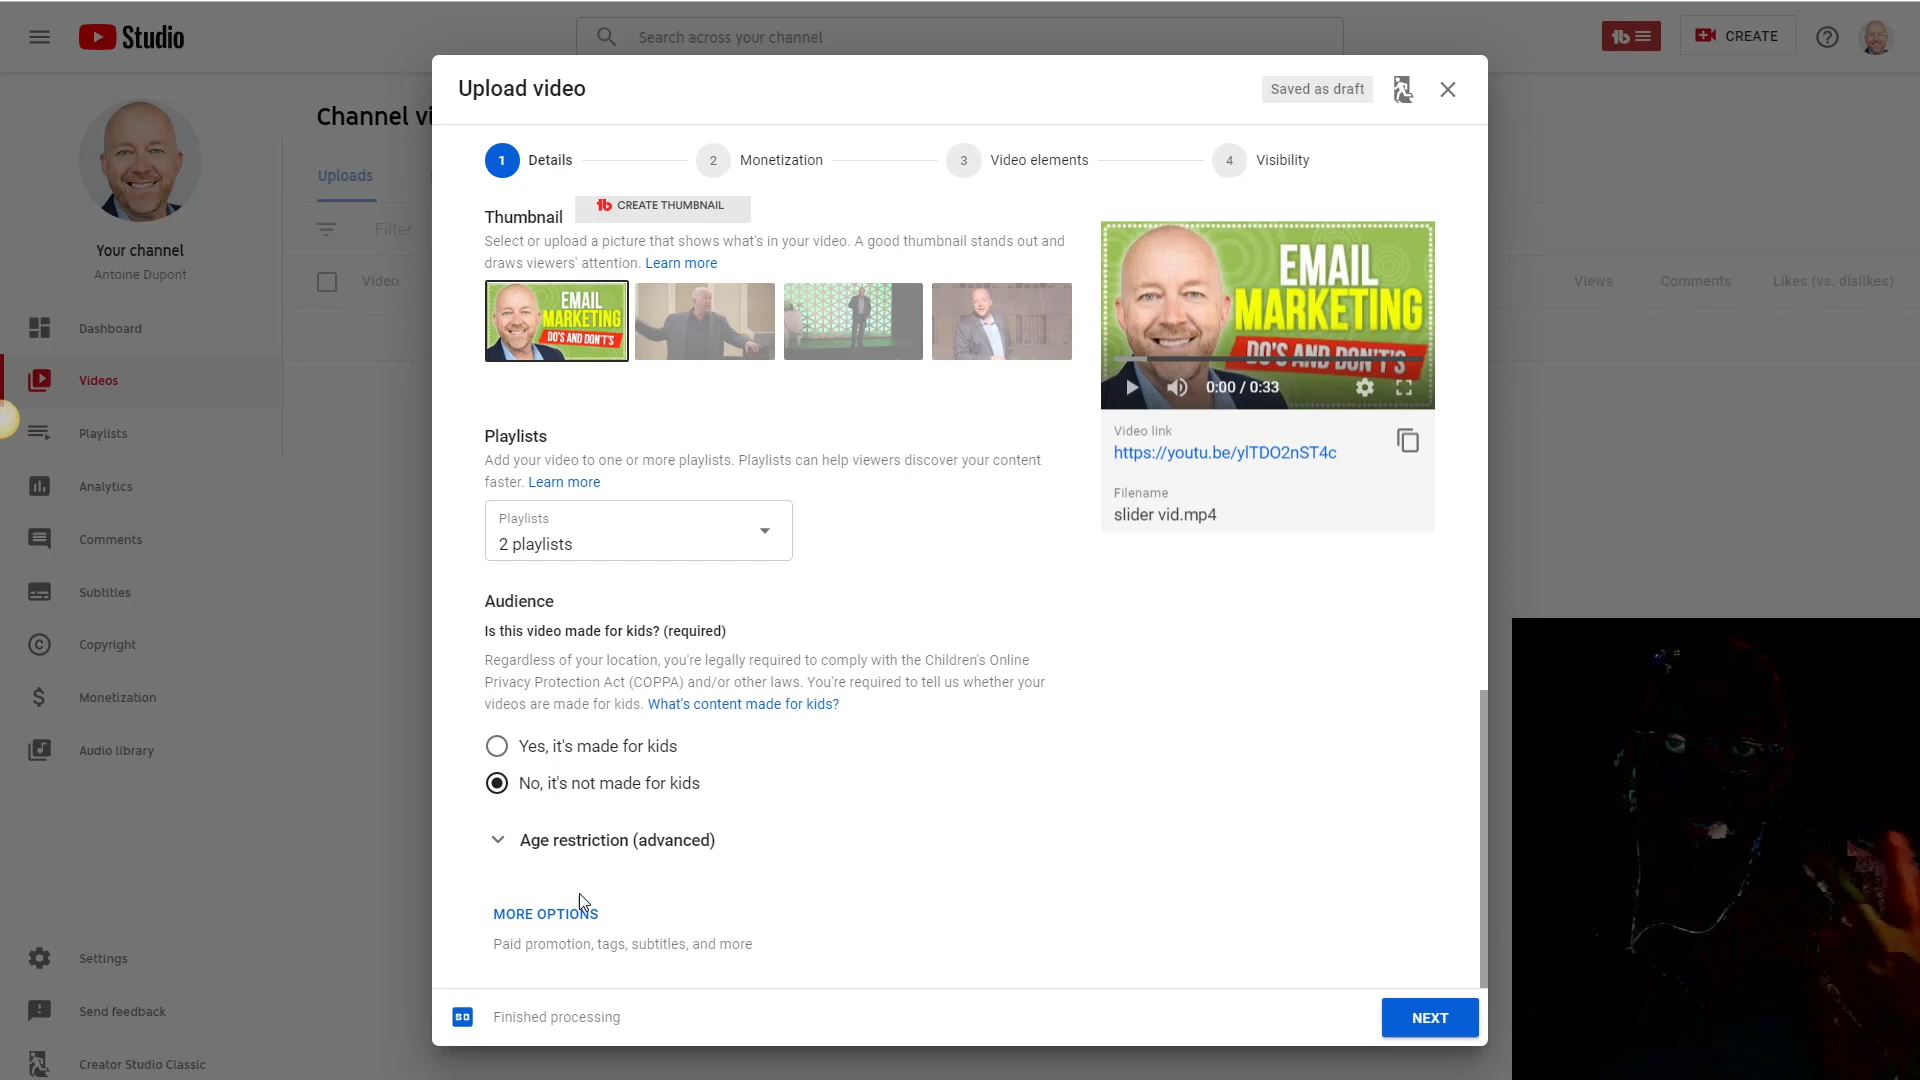 Studio
Search across your channel
CREATE
Upload video
Saved as draft
Channel vi
1 Details
2 Monetization
3 Video elements
4 Visibility
Uploads
Filter
Video
Views
Comments
Likes (vs. dislikes)
Your channel
Antoine Dupont
Dashboard
Videos
Playlists
Analytics
Comments
Subtitles
Copyright
Monetization
Audio library
Settings
Send feedback
Creator Studio Classic
Thumbnail
CREATE THUMBNAIL
Select or upload a picture that shows what's in your video. A good thumbnail stands out and
draws viewers' attention. Learn more
EMAIL
MARKETING
DO'S AND DON'T'S
Playlists
Add your video to one or more playlists. Playlists can help viewers discover your content
faster. Learn more
Playlists
2 playlists
Audience
Is this video made for kids? (required)
Regardless of your location, you're legally required to comply with the Children's Online
Privacy Protection Act (COPPA) and/or other laws. You're required to tell us whether your
videos are made for kids. What's content made for kids?
Yes, it's made for kids
No, it's not made for kids
Age restriction (advanced)
MORE OPTIONS
Paid promotion, tags, subtitles, and more
EMAIL
MARKETING
DO'S AND DON'T'S
0:00 / 0:33
Video link
https://youtu.be/ylTDO2nST4c
Filename
slider vid.mp4
SD
Finished processing
NEXT